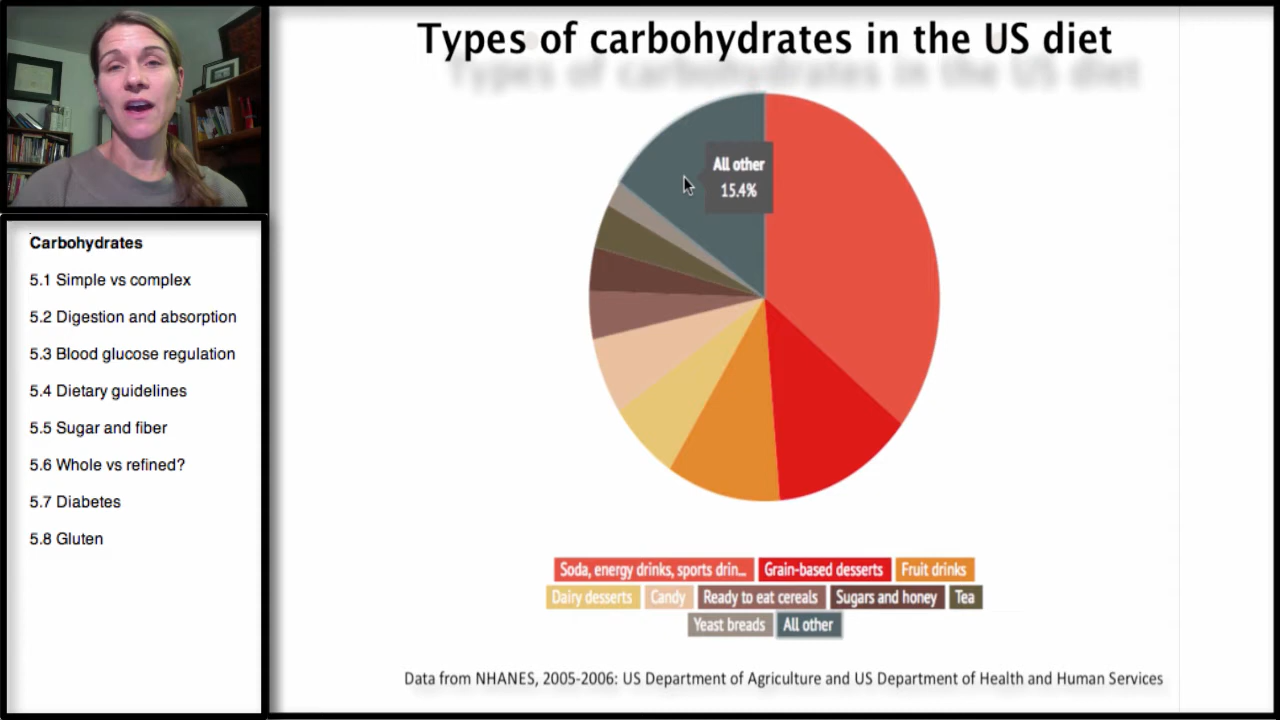 Types of carbohydrates in the US diet
All other
15.4%
Carbohydrates
5.1 Simple vs complex
5.2 Digestion and absorption
5.3 Blood glucose regulation
5.4 Dietary guidelines
5.5 Sugar and fiber
5.6 Whole vs refined?
5.7 Diabetes
5.8 Gluten
Soda, energy drinks, sports drin... Grain-based desserts Fruit drinks
Dairy desserts Candy Ready to eat cereals Sugars and honey Tea
Yeast breads All other
Data from NHANES, 2005-2006: US Department of Agriculture and US Department of Health and Human Services